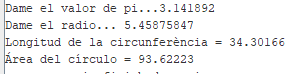 Dame el valor de pi...3.141892
Dame el radio... 5.45875847
Longitud de la circunferència = 34.30166
Área del círculo = 93.62223